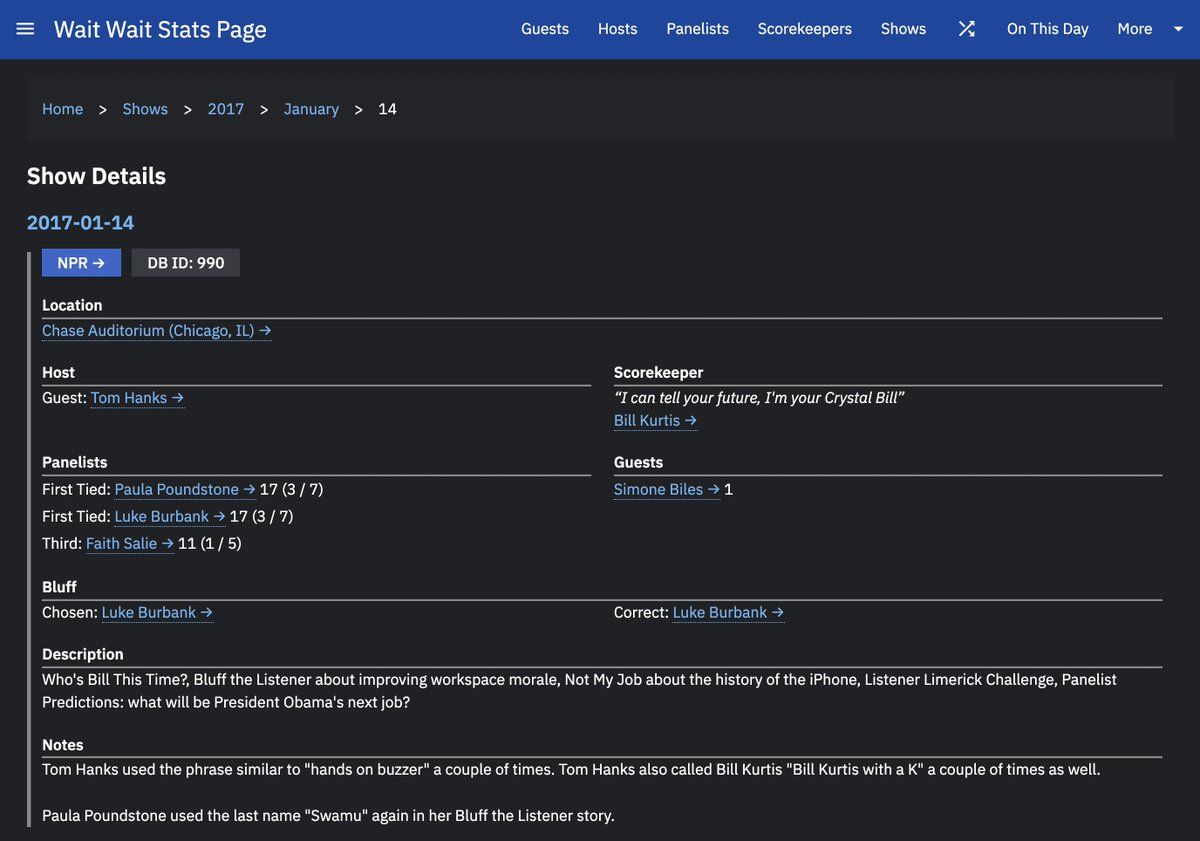 Wait Wait Stats Page
Guests Hosts Panelists Scorekeepers Shows On This Day More
Home > Shows > 2017 > January > 14
Show Details
2017-01-14
NPR → DB ID: 990
Location
Chase Auditorium (Chicago, IL) →
Host
Guest: Tom Hanks →
Scorekeeper
“I can tell your future, I'm your Crystal Bill”
Bill Kurtis →
Panelists
First Tied: Paula Poundstone → 17 (3 / 7)
First Tied: Luke Burbank → 17 (3 / 7)
Third: Faith Salie → 11 (1 / 5)
Guests
Simone Biles → 1
Bluff
Chosen: Luke Burbank →
Correct: Luke Burbank →
Description
Who's Bill This Time?, Bluff the Listener about improving workspace morale, Not My Job about the history of the iPhone, Listener Limerick Challenge, Panelist
Predictions: what will be President Obama's next job?
Notes
Tom Hanks used the phrase similar to "hands on buzzer" a couple of times. Tom Hanks also called Bill Kurtis "Bill Kurtis with a K" a couple of times as well.
Paula Poundstone used the last name "Swamu" again in her Bluff the Listener story.